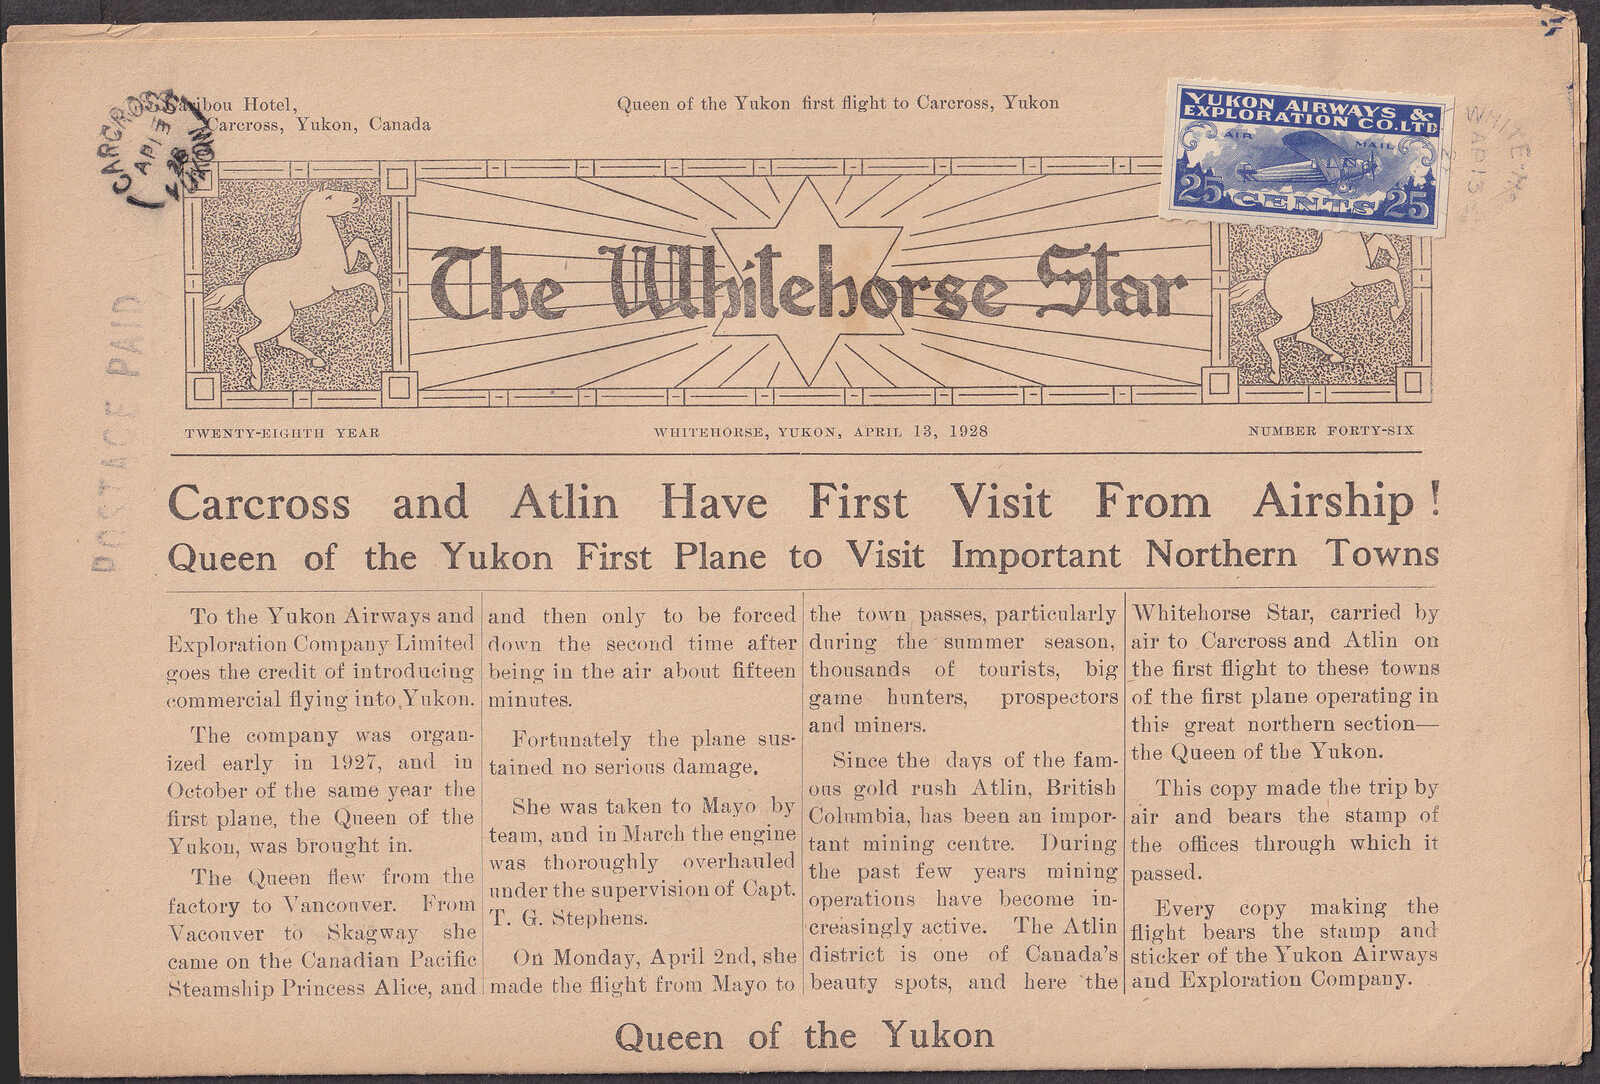 Caribou Hotel,
Carcross, Yukon, Canada
Queen of the Yukon first flight to Carcross, Yukon
CARCROSS
AP 13
28
YUKON
YUKON AIRWAYS &
EXPLORATION CO. LTD
AIR
MAIL
25 CENTS 25
WHITEH
AP 13
POSTAGE PAID
The Whitehorse Star
TWENTY-EIGHTH YEAR
WHITEHORSE, YUKON, APRIL 13, 1928
NUMBER FORTY-SIX
Carcross and Atlin Have First Visit From Airship !
Queen of the Yukon First Plane to Visit Important Northern Towns
To the Yukon Airways and
Exploration Company Limited
goes the credit of introducing
commercial flying into Yukon.
The company was organ-
ized early in 1927, and in
October of the same year the
first plane, the Queen of the
Yukon, was brought in.
The Queen flew from the
factory to Vancouver. From
Vacouver to Skagway she
came on the Canadian Pacific
Steamship Princess Alice, and
and then only to be forced
down the second time after
being in the air about fifteen
minutes.
Fortunately the plane sus-
tained no serious damage.
She was taken to Mayo by
team, and in March the engine
was thoroughly overhauled
under the supervision of Capt.
T. G. Stephens.
On Monday, April 2nd, she
made the flight from Mayo to
the town passes, particularly
during the summer season,
thousands of tourists, big
game hunters, prospectors
and miners.
Since the days of the fam-
ous gold rush Atlin, British
Columbia, has been an impor-
tant mining centre. During
the past few years mining
operations have become in-
creasingly active. The Atlin
district is one of Canada's
beauty spots, and here the
Whitehorse Star, carried by
air to Carcross and Atlin on
the first flight to these towns
of the first plane operating in
this great northern section—
the Queen of the Yukon.
This copy made the trip by
air and bears the stamp of
the offices through which it
passed.
Every copy making the
flight bears the stamp and
sticker of the Yukon Airways
and Exploration Company.
Queen of the Yukon